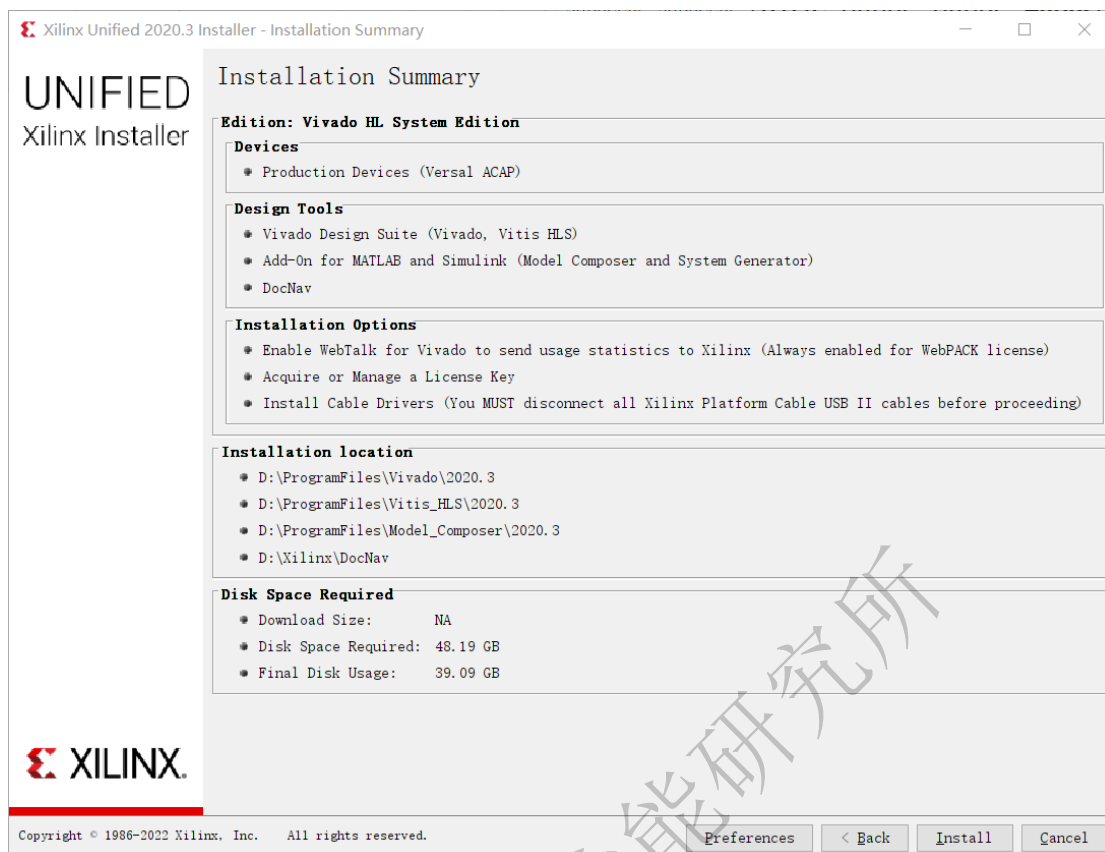 Xilinx Unified 2020.3 Installer - Installation Summary
UNIFIED
Xilinx Installer
Installation Summary
Edition: Vivado HL System Edition
Devices
Production Devices (Versal ACAP)
Design Tools
Vivado Design Suite (Vivado, Vitis HLS)
Add-On for MATLAB and Simulink (Model Composer and System Generator)
DocNav
Installation Options
Enable WebTalk for Vivado to send usage statistics to Xilinx (Always enabled for WebPACK license)
Acquire or Manage a License Key
Install Cable Drivers (You MUST disconnect all Xilinx Platform Cable USB II cables before proceeding)
Installation location
D:\ProgramFiles\Vivado\2020.3
D:\ProgramFiles\Vitis_HLS\2020.3
D:\ProgramFiles\Model_Composer\2020.3
D:\Xilinx\DocNav
Disk Space Required
Download Size: NA
Disk Space Required: 48.19 GB
Final Disk Usage: 39.09 GB
能研究所
XILINX.
Copyright © 1986-2022 Xilinx, Inc. All rights reserved.
Preferences < Back Install Cancel